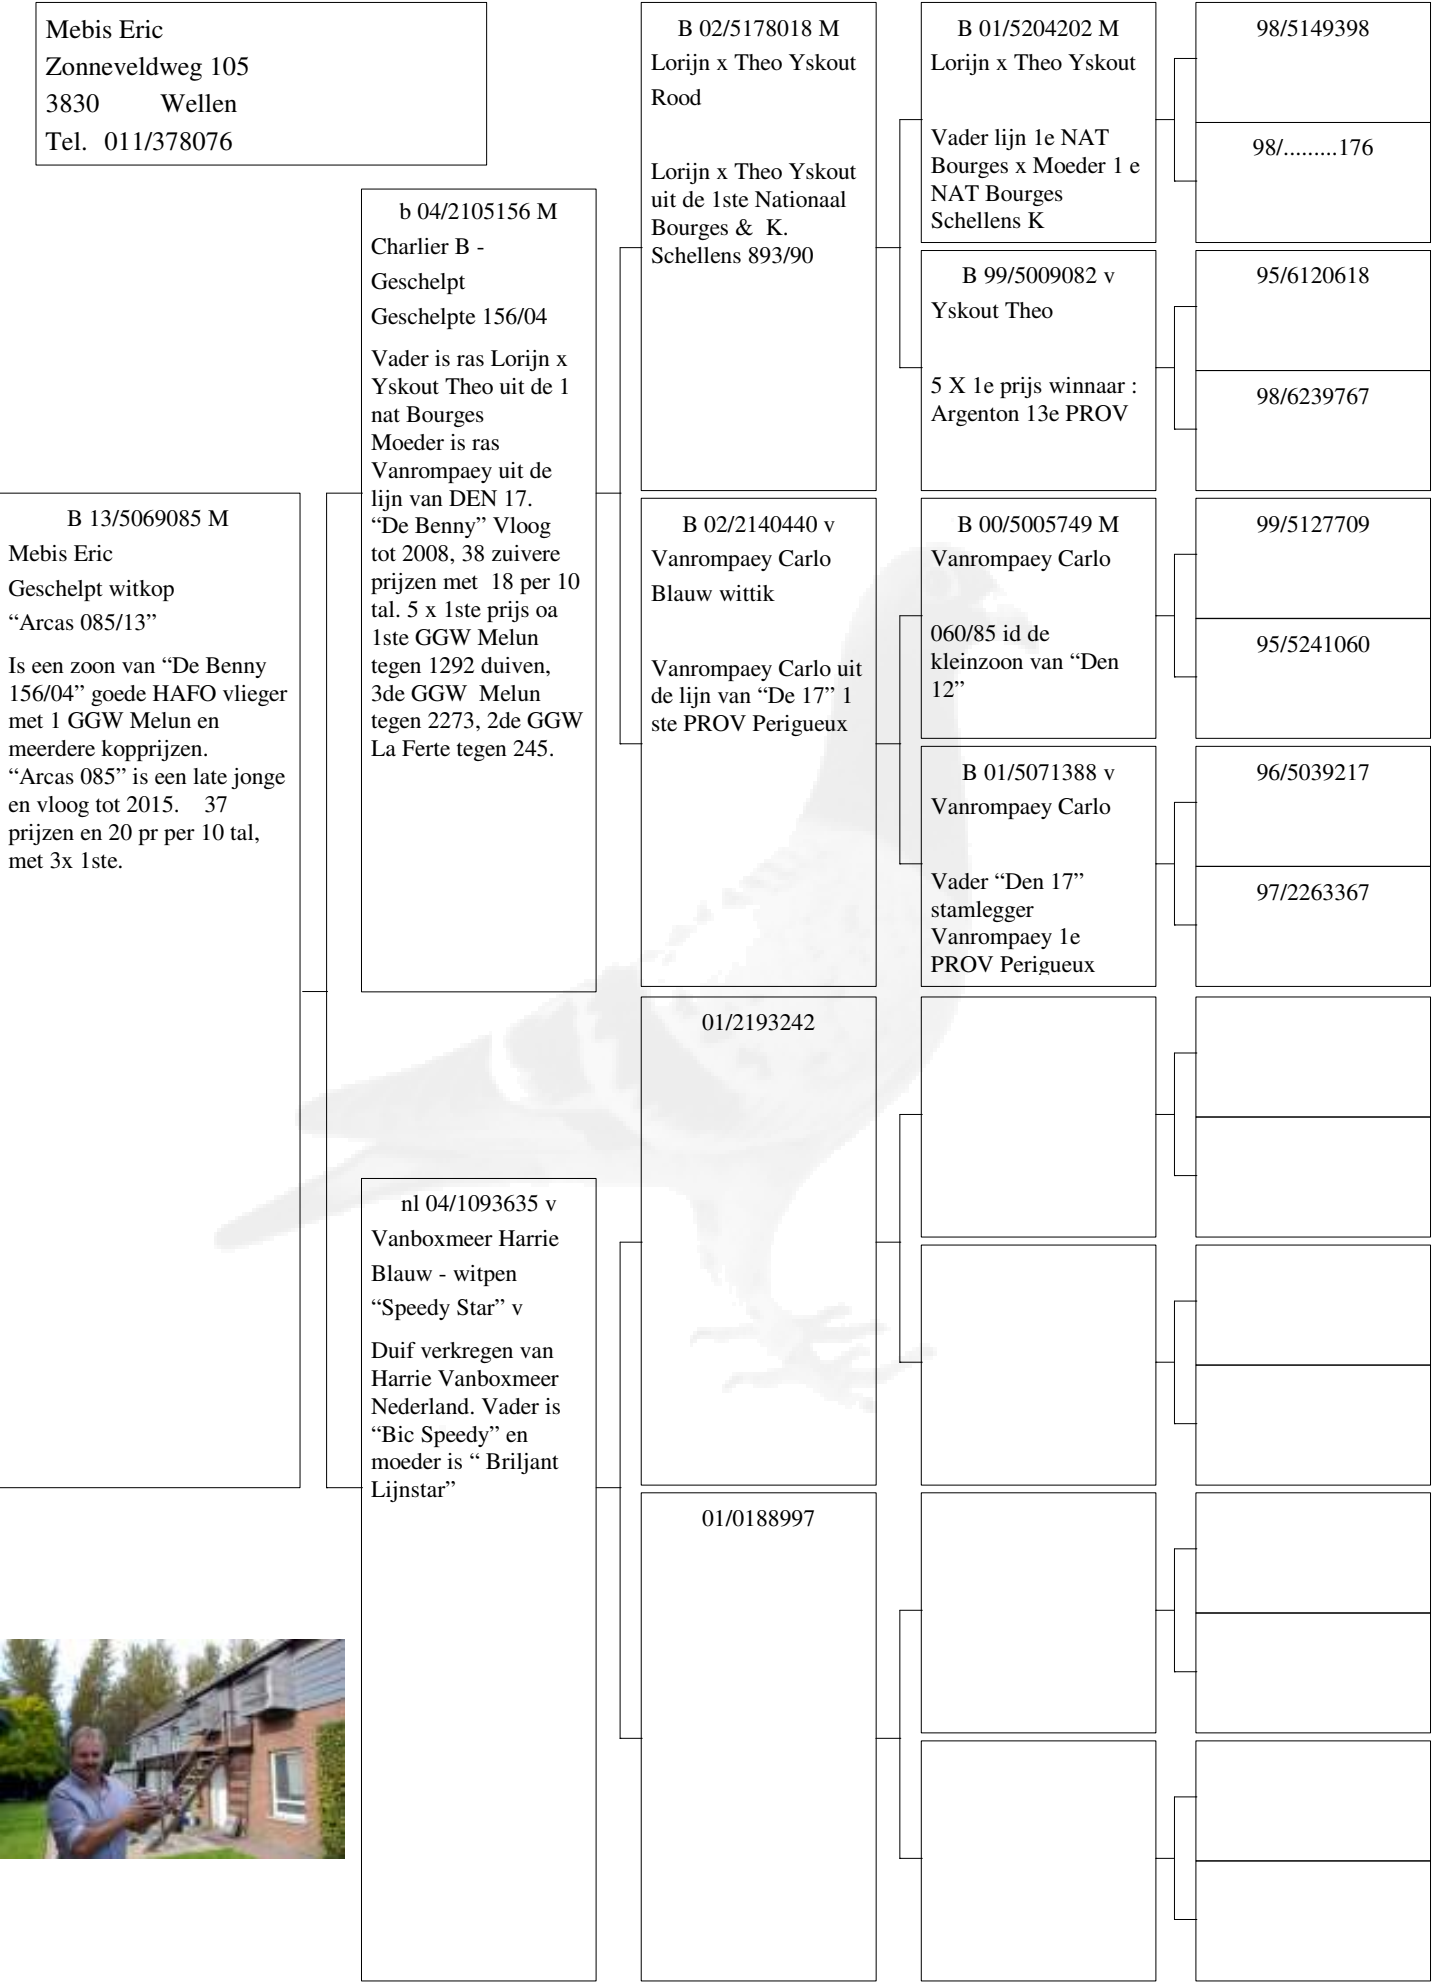 Mebis Eric
Zonneveldweg 105
3830 Wellen
Tel. 011/378076
B 13/5069085 M
Mebis Eric
Geschelpt witkop
“Arcas 085/13”
Is een zoon van “De Benny
156/04” goede HAFO vlieger
met 1 GGW Melun en
meerdere kopprijzen.
“Arcas 085” is een late jonge
en vloog tot 2015. 37
prijzen en 20 pr per 10 tal,
met 3x 1ste.
b 04/2105156 M
Charlier B -
Geschelpt
Geschelpte 156/04
Vader is ras Lorijn x
Yskout Theo uit de 1
nat Bourges
Moeder is ras
Vanrompaey uit de
lijn van DEN 17.
“De Benny” Vloog
tot 2008, 38 zuivere
prijzen met 18 per 10
tal. 5 x 1ste prijs oa
1ste GGW Melun
tegen 1292 duiven,
3de GGW Melun
tegen 2273, 2de GGW
La Ferte tegen 245.
nl 04/1093635 v
Vanboxmeer Harrie
Blauw - witpen
“Speedy Star” v
Duif verkregen van
Harrie Vanboxmeer
Nederland. Vader is
“Bic Speedy” en
moeder is “ Briljant
Lijnstar”
B 02/5178018 M
Lorijn x Theo Yskout
Rood
Lorijn x Theo Yskout
uit de 1ste Nationaal
Bourges & K.
Schellens 893/90
B 02/2140440 v
Vanrompaey Carlo
Blauw wittik
Vanrompaey Carlo uit
de lijn van “De 17” 1
ste PROV Perigueux
01/2193242
01/0188997
B 01/5204202 M
Lorijn x Theo Yskout
Vader lijn 1e NAT
Bourges x Moeder 1 e
NAT Bourges
Schellens K
B 99/5009082 v
Yskout Theo
5 X 1e prijs winnaar :
Argenton 13e PROV
B 00/5005749 M
Vanrompaey Carlo
060/85 id de
kleinzoon van “Den
12”
B 01/5071388 v
Vanrompaey Carlo
Vader “Den 17”
stamlegger
Vanrompaey 1e
PROV Perigueux
98/5149398
98/.........176
95/6120618
98/6239767
99/5127709
95/5241060
96/5039217
97/2263367